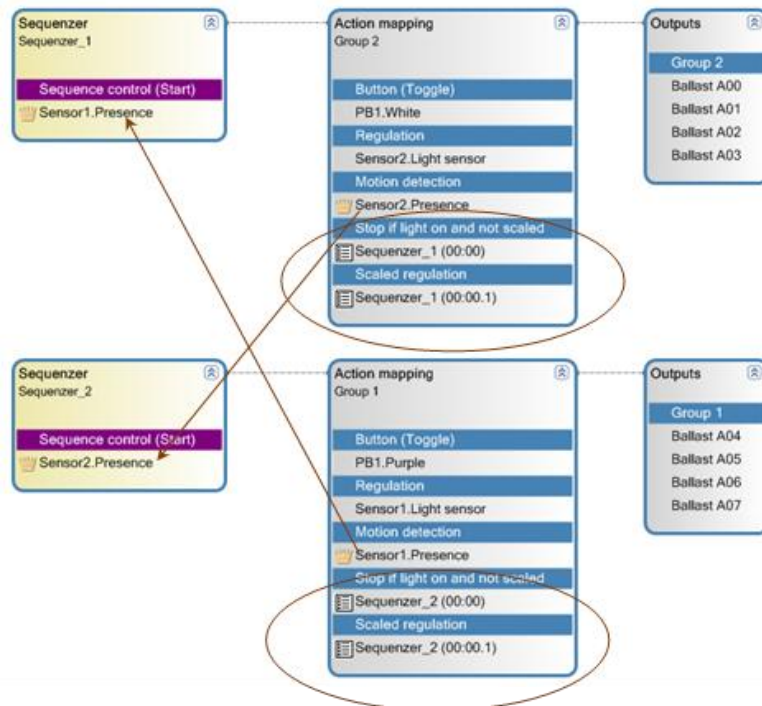 Sequenzer
Sequenzer_1
Sequence control (Start)
Sensor1.Presence
Action mapping
Group 2
Button (Toggle)
PB1.White
Regulation
Sensor2.Light sensor
Motion detection
Sensor2.Presence
Stop if light on and not scaled
Sequenzer_1 (00:00)
Scaled regulation
Sequenzer_1 (00:00.1)
Outputs
Group 2
Ballast A00
Ballast A01
Ballast A02
Ballast A03
Sequenzer
Sequenzer_2
Sequence control (Start)
Sensor2.Presence
Action mapping
Group 1
Button (Toggle)
PB1.Purple
Regulation
Sensor1.Light sensor
Motion detection
Sensor1.Presence
Stop if light on and not scaled
Sequenzer_2 (00:00)
Scaled regulation
Sequenzer_2 (00:00.1)
Outputs
Group 1
Ballast A04
Ballast A05
Ballast A06
Ballast A07